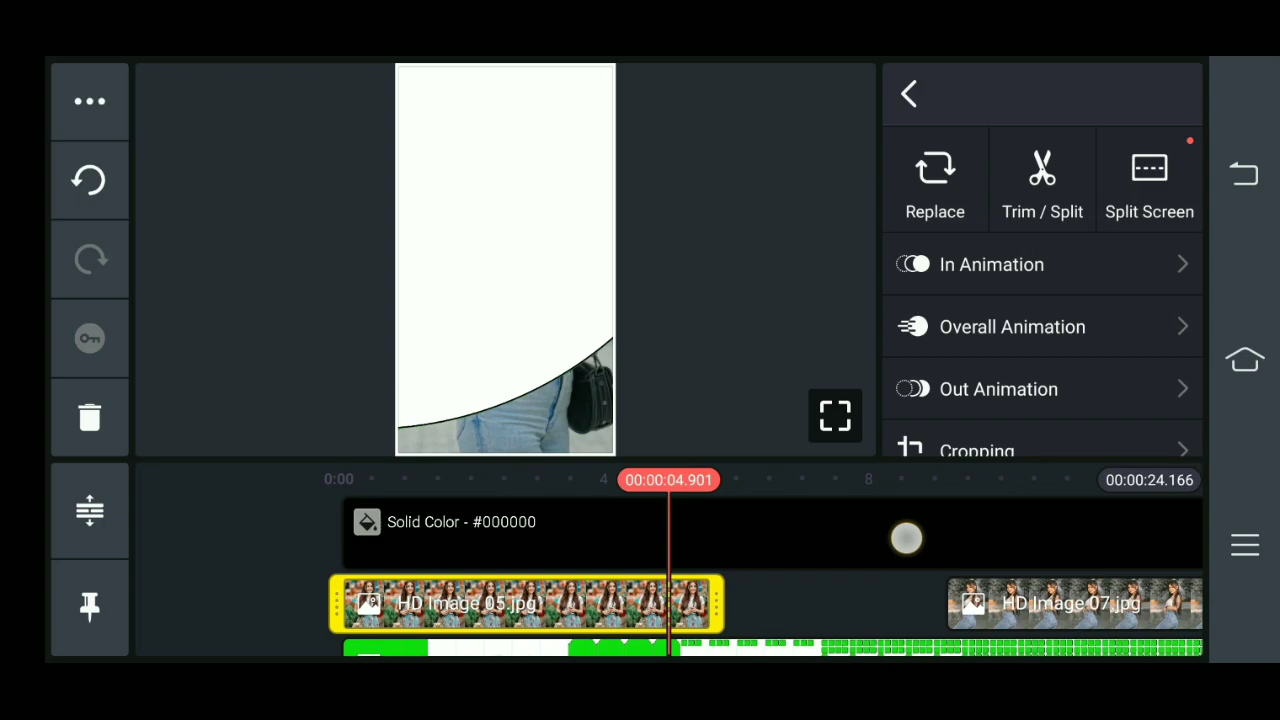 Replace
Trim / Split
Split Screen
In Animation
Overall Animation
Out Animation
Cropping
0:00
4
00:00:04.901
8
00:00:24.166
Solid Color - #000000
HD Image 05.jpg
HD Image 07.jpg